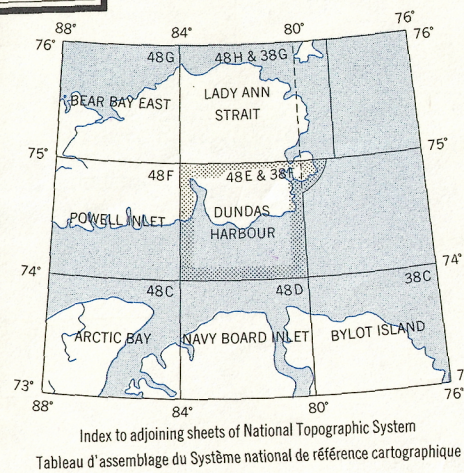 88°
84°
80°
76°
76°
76°
48G
48H & 38G
BEAR BAY EAST
LADY ANN
STRAIT
75°
75°
48F
48E & 38F
POWELL INLET
DUNDAS
HARBOUR
74°
74°
48C
48D
38C
ARCTIC BAY
NAVY BOARD INLET
BYLOT ISLAND
73°
88°
84°
80°
76°
Index to adjoining sheets of National Topographic System
Tableau d'assemblage du Système national de référence cartographique